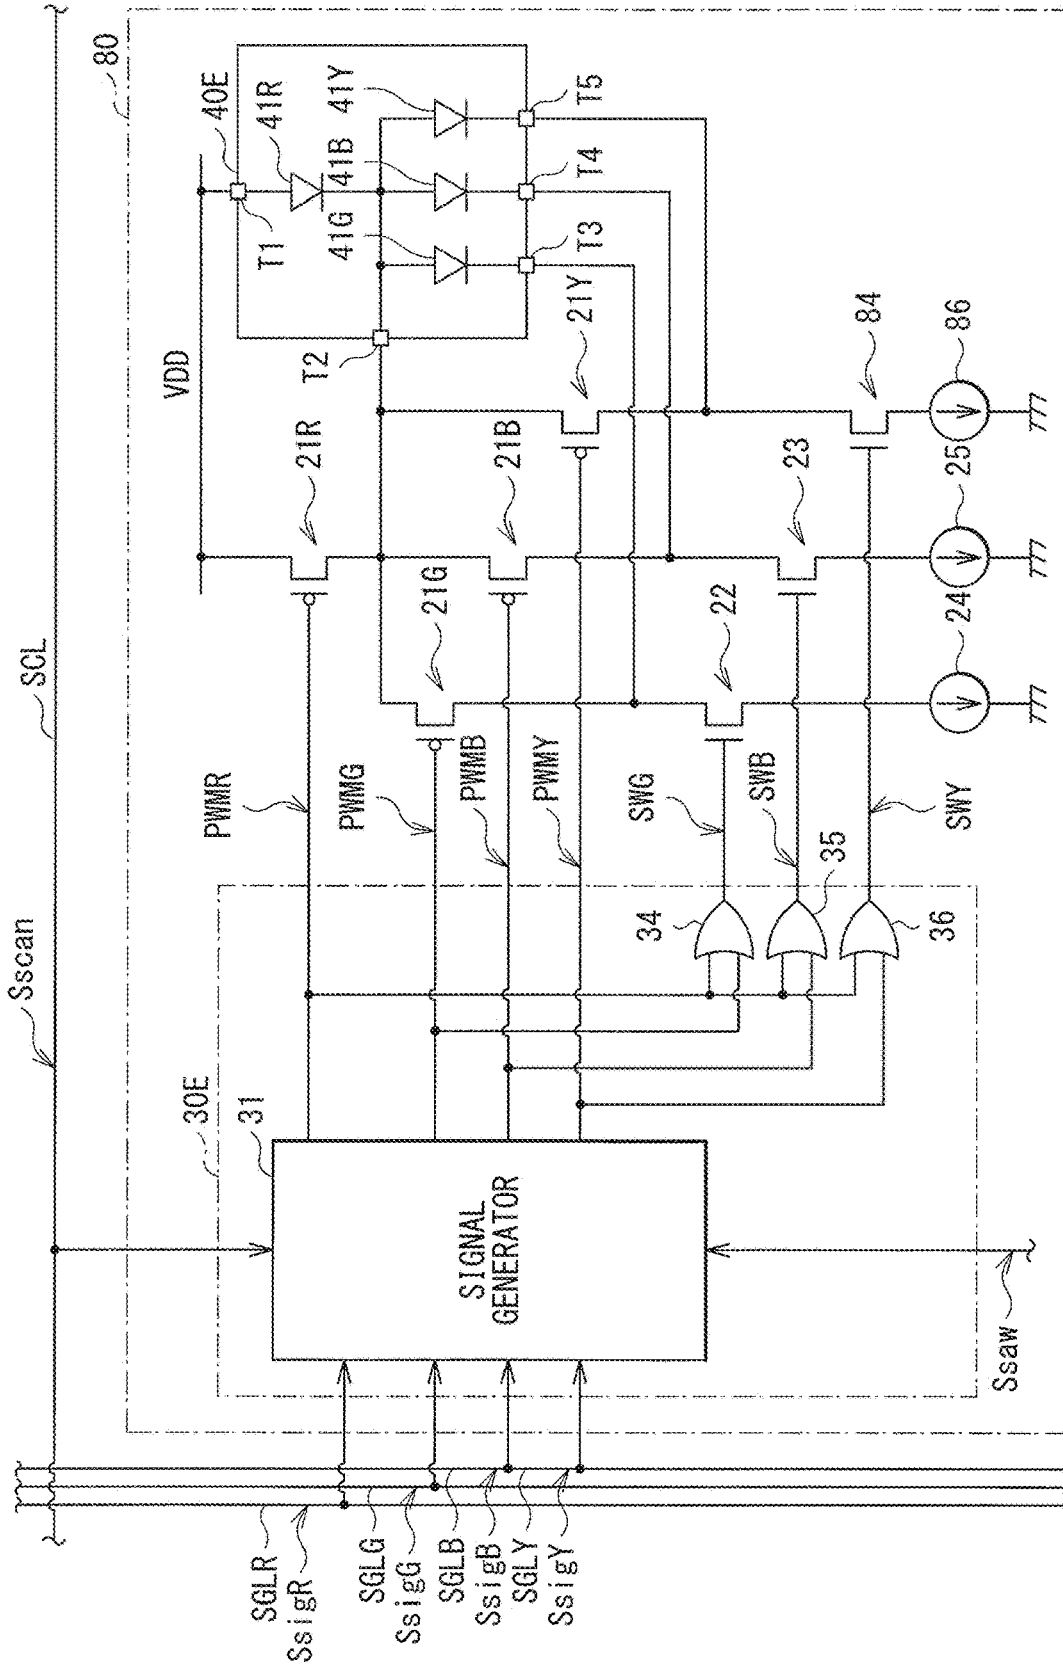 80
SCL
Sscan
VDD
40E
41R
T1
41G
41B
41Y
T2
T3
T4
T5
21R
21G
21B
21Y
22
23
84
24
25
86
PWMR
PWMG
PWMB
PWMY
SWG
SWB
SWY
34
35
36
30E
31
SIGNAL
GENERATOR
Ssaw
SGLR
SsigR
SGLG
SsigG
SGLB
SsigB
SGLY
SsigY